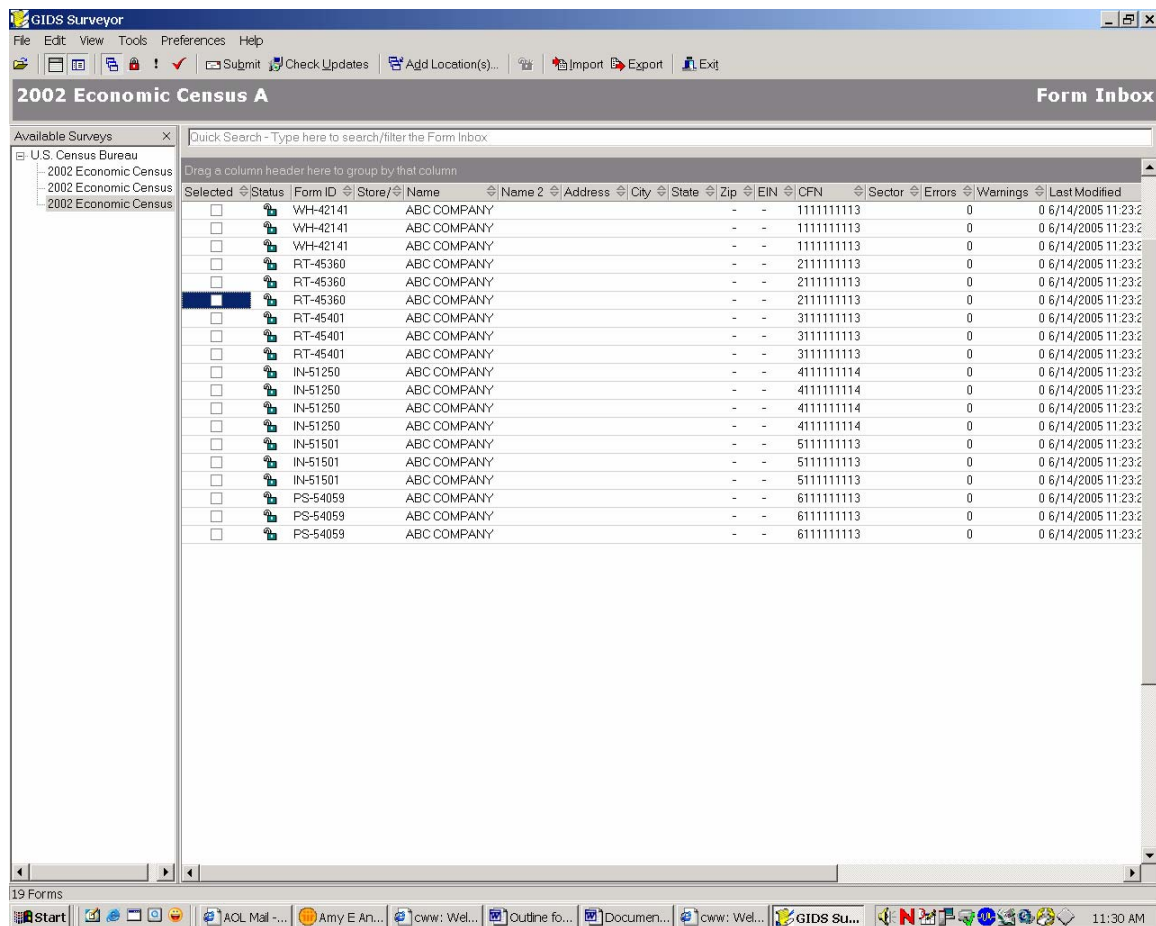 GIDS Surveyor
File Edit View Tools Preferences Help
! Submit Check Updates Add Location(s)... Import Export Exit
2002 Economic Census A Form Inbox
Available Surveys
Quick Search - Type here to search/filter the Form Inbox
U.S. Census Bureau
2002 Economic Census
2002 Economic Census
2002 Economic Census
Drag a column header here to group by that column
Selected Status Form ID Store/ Name Name 2 Address City State Zip EIN CFN Sector Errors Warnings Last Modified
WH-42141 ABC COMPANY - - 1111111113 0 0 6/14/2005 11:23:2
WH-42141 ABC COMPANY - - 1111111113 0 0 6/14/2005 11:23:2
WH-42141 ABC COMPANY - - 1111111113 0 0 6/14/2005 11:23:2
RT-45360 ABC COMPANY - - 2111111113 0 0 6/14/2005 11:23:2
RT-45360 ABC COMPANY - - 2111111113 0 0 6/14/2005 11:23:2
RT-45360 ABC COMPANY - - 2111111113 0 0 6/14/2005 11:23:2
RT-45401 ABC COMPANY - - 3111111113 0 0 6/14/2005 11:23:2
RT-45401 ABC COMPANY - - 3111111113 0 0 6/14/2005 11:23:2
RT-45401 ABC COMPANY - - 3111111113 0 0 6/14/2005 11:23:2
IN-51250 ABC COMPANY - - 4111111114 0 0 6/14/2005 11:23:2
IN-51250 ABC COMPANY - - 4111111114 0 0 6/14/2005 11:23:2
IN-51250 ABC COMPANY - - 4111111114 0 0 6/14/2005 11:23:2
IN-51250 ABC COMPANY - - 4111111114 0 0 6/14/2005 11:23:2
IN-51501 ABC COMPANY - - 5111111113 0 0 6/14/2005 11:23:2
IN-51501 ABC COMPANY - - 5111111113 0 0 6/14/2005 11:23:2
IN-51501 ABC COMPANY - - 5111111113 0 0 6/14/2005 11:23:2
PS-54059 ABC COMPANY - - 6111111113 0 0 6/14/2005 11:23:2
PS-54059 ABC COMPANY - - 6111111113 0 0 6/14/2005 11:23:2
PS-54059 ABC COMPANY - - 6111111113 0 0 6/14/2005 11:23:2
19 Forms
Start AOL Mail -... Amy E An... cww: Wel... Outline fo... Documen... cww: Wel... GIDS Su... N 11:30 AM